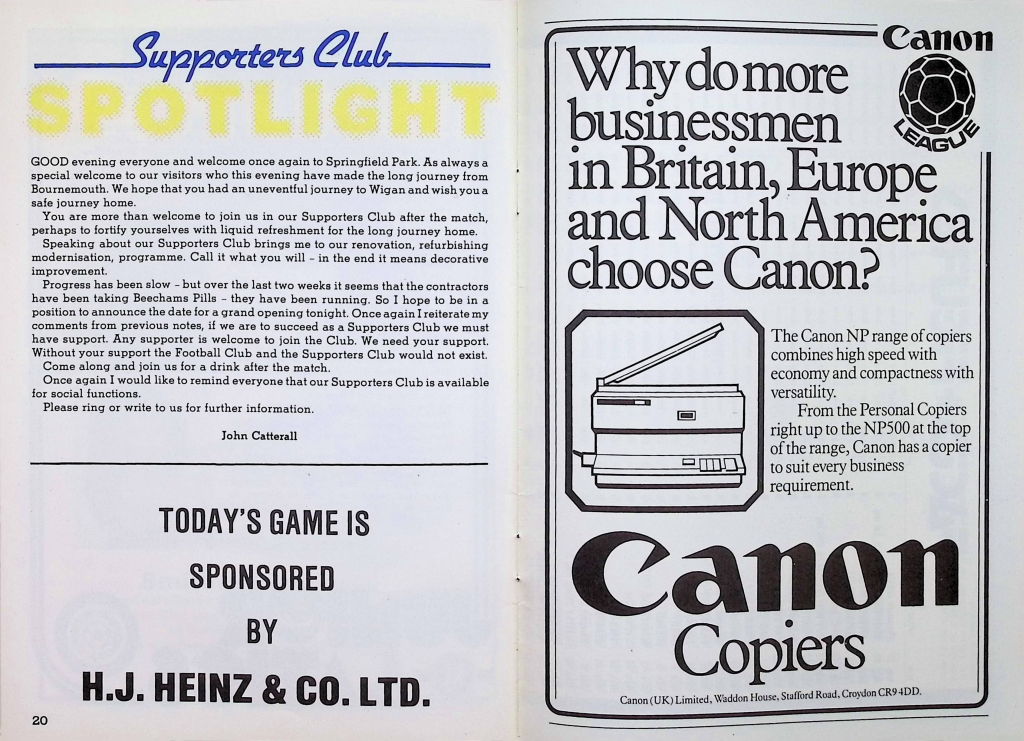 Supporters Club
SPOTLIGHT
GOOD evening everyone and welcome once again to Springfield Park. As always a
special welcome to our visitors who this evening have made the long journey from
Bournemouth. We hope that you had an uneventful journey to Wigan and wish you a
safe journey home.
You are more than welcome to join us in our Supporters Club after the match,
perhaps to fortify yourselves with liquid refreshment for the long journey home.
Speaking about our Supporters Club brings me to our renovation, refurbishing
modernisation, programme. Call it what you will – in the end it means decorative
improvement.
Progress has been slow – but over the last two weeks it seems that the contractors
have been taking Beechams Pills – they have been running. So I hope to be in a
position to announce the date for a grand opening tonight. Once again I reiterate my
comments from previous notes, if we are to succeed as a Supporters Club we must
have support. Any supporter is welcome to join the Club. We need your support.
Without your support the Football Club and the Supporters Club would not exist.
Come along and join us for a drink after the match.
Once again I would like to remind everyone that our Supporters Club is available
for social functions.
Please ring or write to us for further information.
John Catterall
TODAY'S GAME IS
SPONSORED
BY
H.J. HEINZ & CO. LTD.
20
Canon
LEAGUE
Why do more
businessmen
in Britain, Europe
and North America
choose Canon?
The Canon NP range of copiers
combines high speed with
economy and compactness with
versatility.
From the Personal Copiers
right up to the NP500 at the top
of the range, Canon has a copier
to suit every business
requirement.
Canon
Copiers
Canon (UK) Limited, Waddon House, Stafford Road, Croydon CR9 4DD.